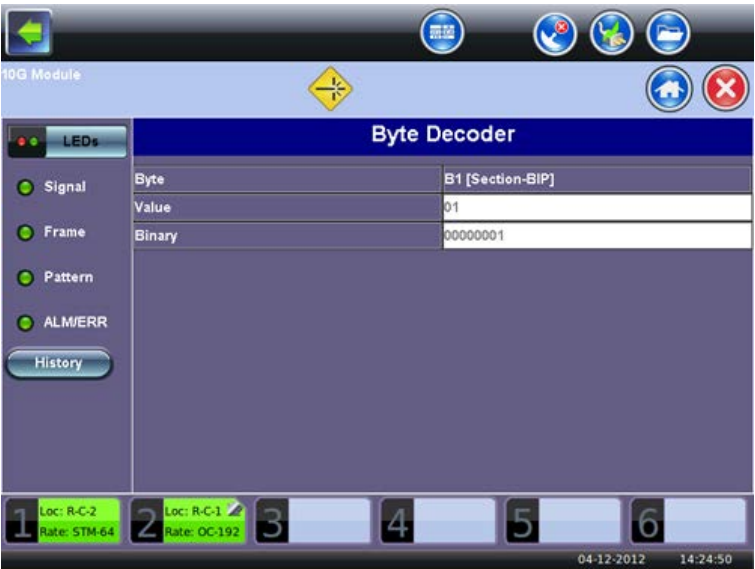 10G Module
LEDs
Byte Decoder
Signal
Byte B1 [Section-BIP]
Value 01
Frame
Binary 00000001
Pattern
ALM/ERR
History
1 Loc: R-C-2
Rate: STM-64
2 Loc: R-C-1
Rate: OC-192
3
4
5
6
04-12-2012 14:24:50